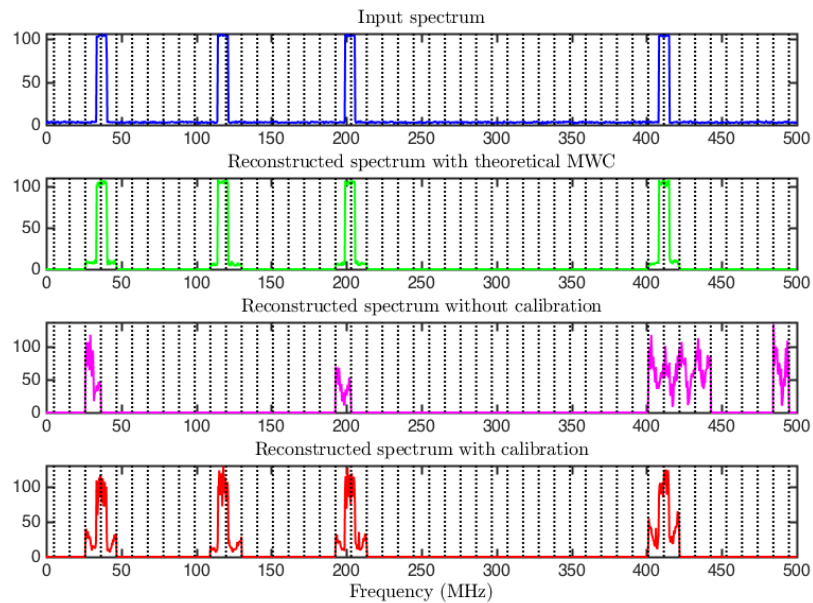 Input spectrum
100
50
0
0 50 100 150 200 250 300 350 400 450 500
Reconstructed spectrum with theoretical MWC
100
50
0
0 50 100 150 200 250 300 350 400 450 500
Reconstructed spectrum without calibration
100
50
0
0 50 100 150 200 250 300 350 400 450 500
Reconstructed spectrum with calibration
100
50
0
0 50 100 150 200 250 300 350 400 450 500
Frequency (MHz)